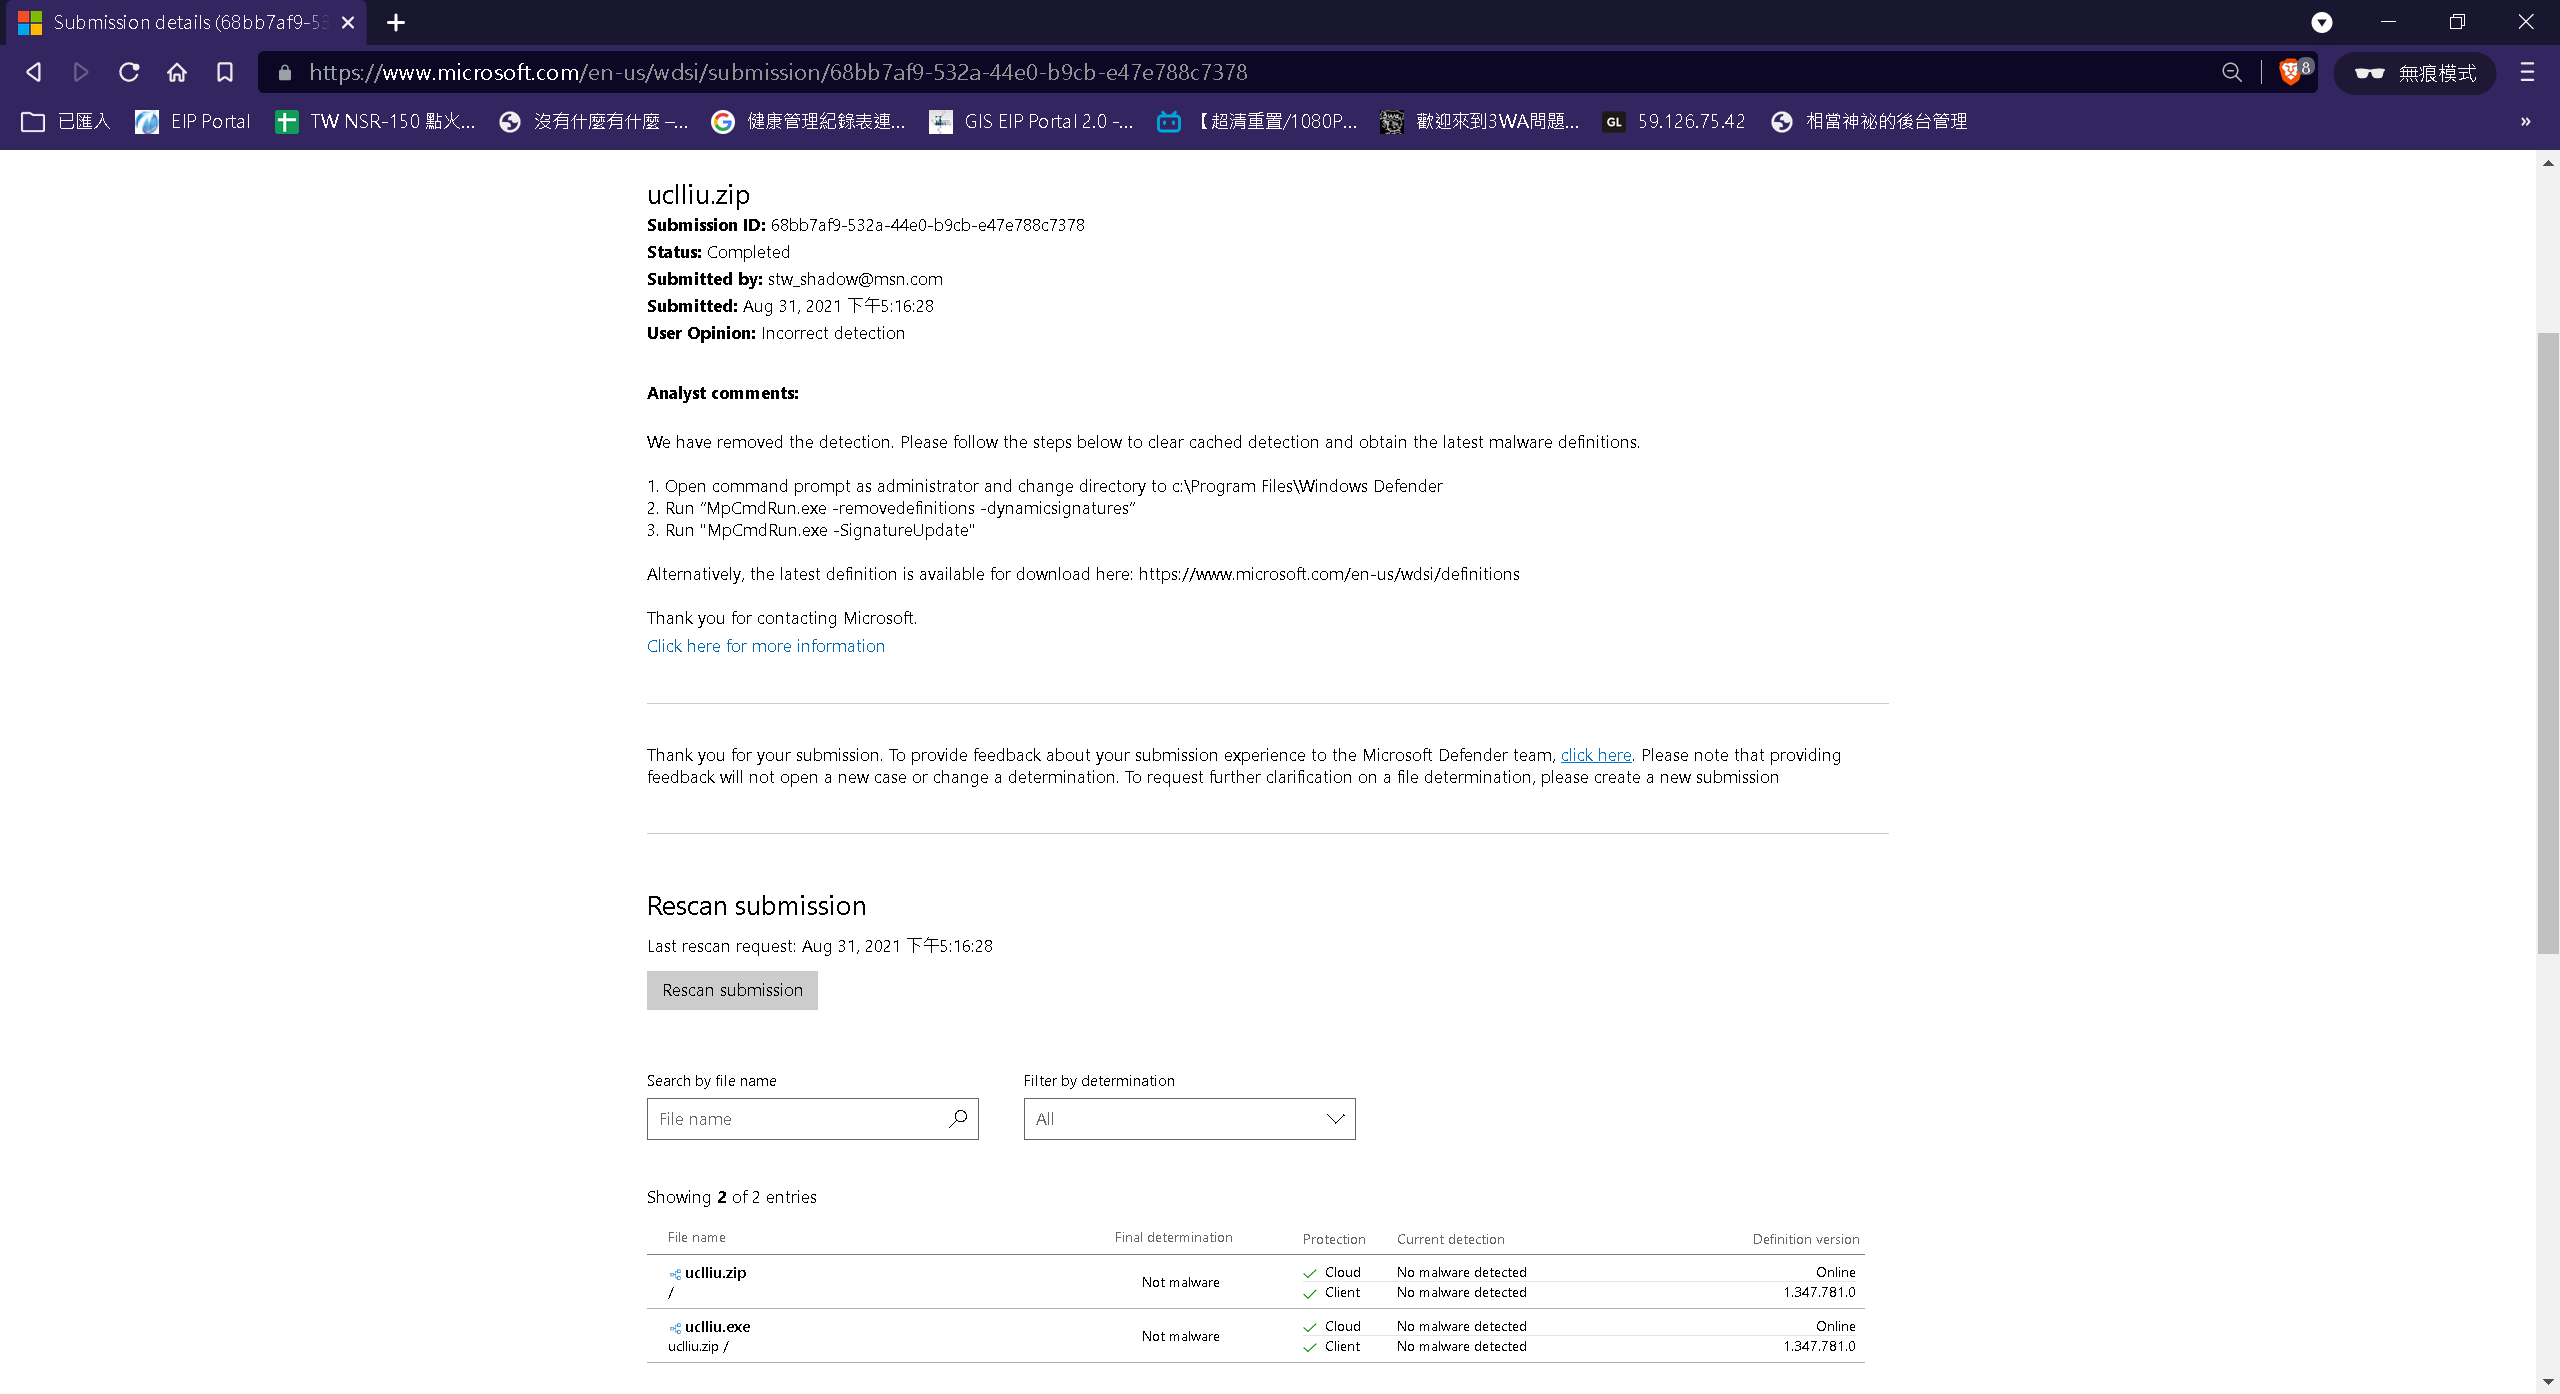 Submission details (68bb7af9-53
https://www.microsoft.com/en-us/wdsi/submission/68bb7af9-532a-44e0-b9cb-e47e788c7378
8
無痕模式
已匯入
EIP Portal
TW NSR-150 點火...
沒有什麼有什麼 –...
健康管理紀錄表連...
GIS EIP Portal 2.0 -...
【超清重置/1080P...
歡迎來到3WA問題...
GL
59.126.75.42
相當神祕的後台管理
»
uclliu.zip
Submission ID: 68bb7af9-532a-44e0-b9cb-e47e788c7378
Status: Completed
Submitted by: stw_shadow@msn.com
Submitted: Aug 31, 2021 下午5:16:28
User Opinion: Incorrect detection
Analyst comments:
We have removed the detection. Please follow the steps below to clear cached detection and obtain the latest malware definitions.
1. Open command prompt as administrator and change directory to c:\Program Files\Windows Defender
2. Run “MpCmdRun.exe -removedefinitions -dynamicsignatures”
3. Run "MpCmdRun.exe -SignatureUpdate"
Alternatively, the latest definition is available for download here: https://www.microsoft.com/en-us/wdsi/definitions
Thank you for contacting Microsoft.
Click here for more information
Thank you for your submission. To provide feedback about your submission experience to the Microsoft Defender team, click here. Please note that providing
feedback will not open a new case or change a determination. To request further clarification on a file determination, please create a new submission
Rescan submission
Last rescan request: Aug 31, 2021 下午5:16:28
Rescan submission
Search by file name
Filter by determination
File name
All
Showing 2 of 2 entries
File name Final determination Protection Current detection Definition version
uclliu.zip Cloud No malware detected Online
/ Not malware Client No malware detected 1.347.781.0
uclliu.exe Cloud No malware detected Online
uclliu.zip / Not malware Client No malware detected 1.347.781.0